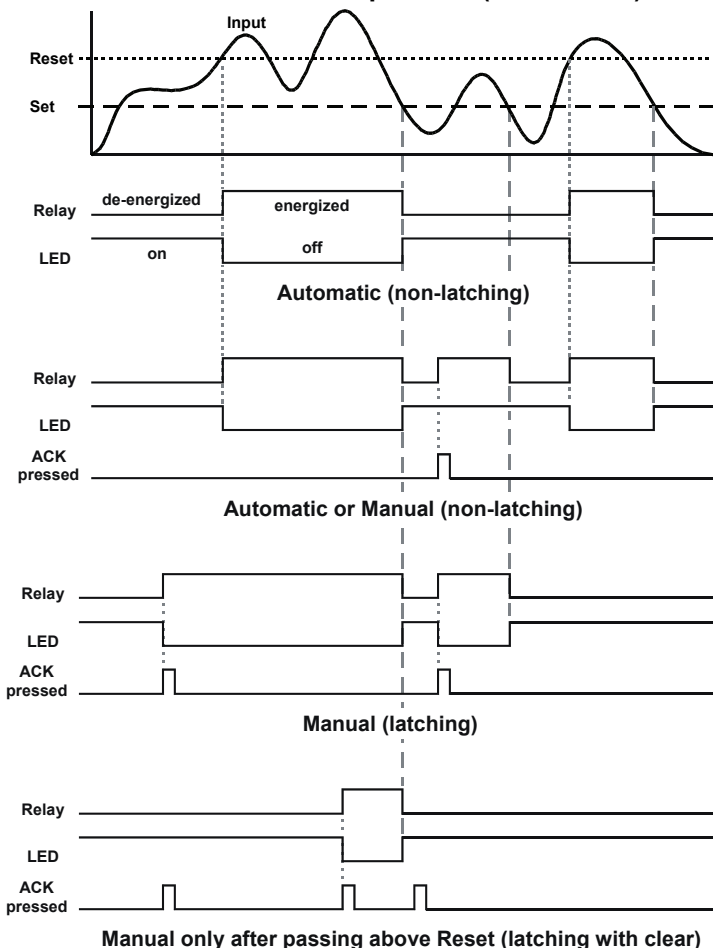 Input
Reset
Set
de-energized
energized
Relay
LED
on
off
Automatic (non-latching)
Relay
LED
ACK
pressed
Automatic or Manual (non-latching)
Relay
LED
ACK
pressed
Manual (latching)
Relay
LED
ACK
pressed
Manual only after passing above Reset (latching with clear)